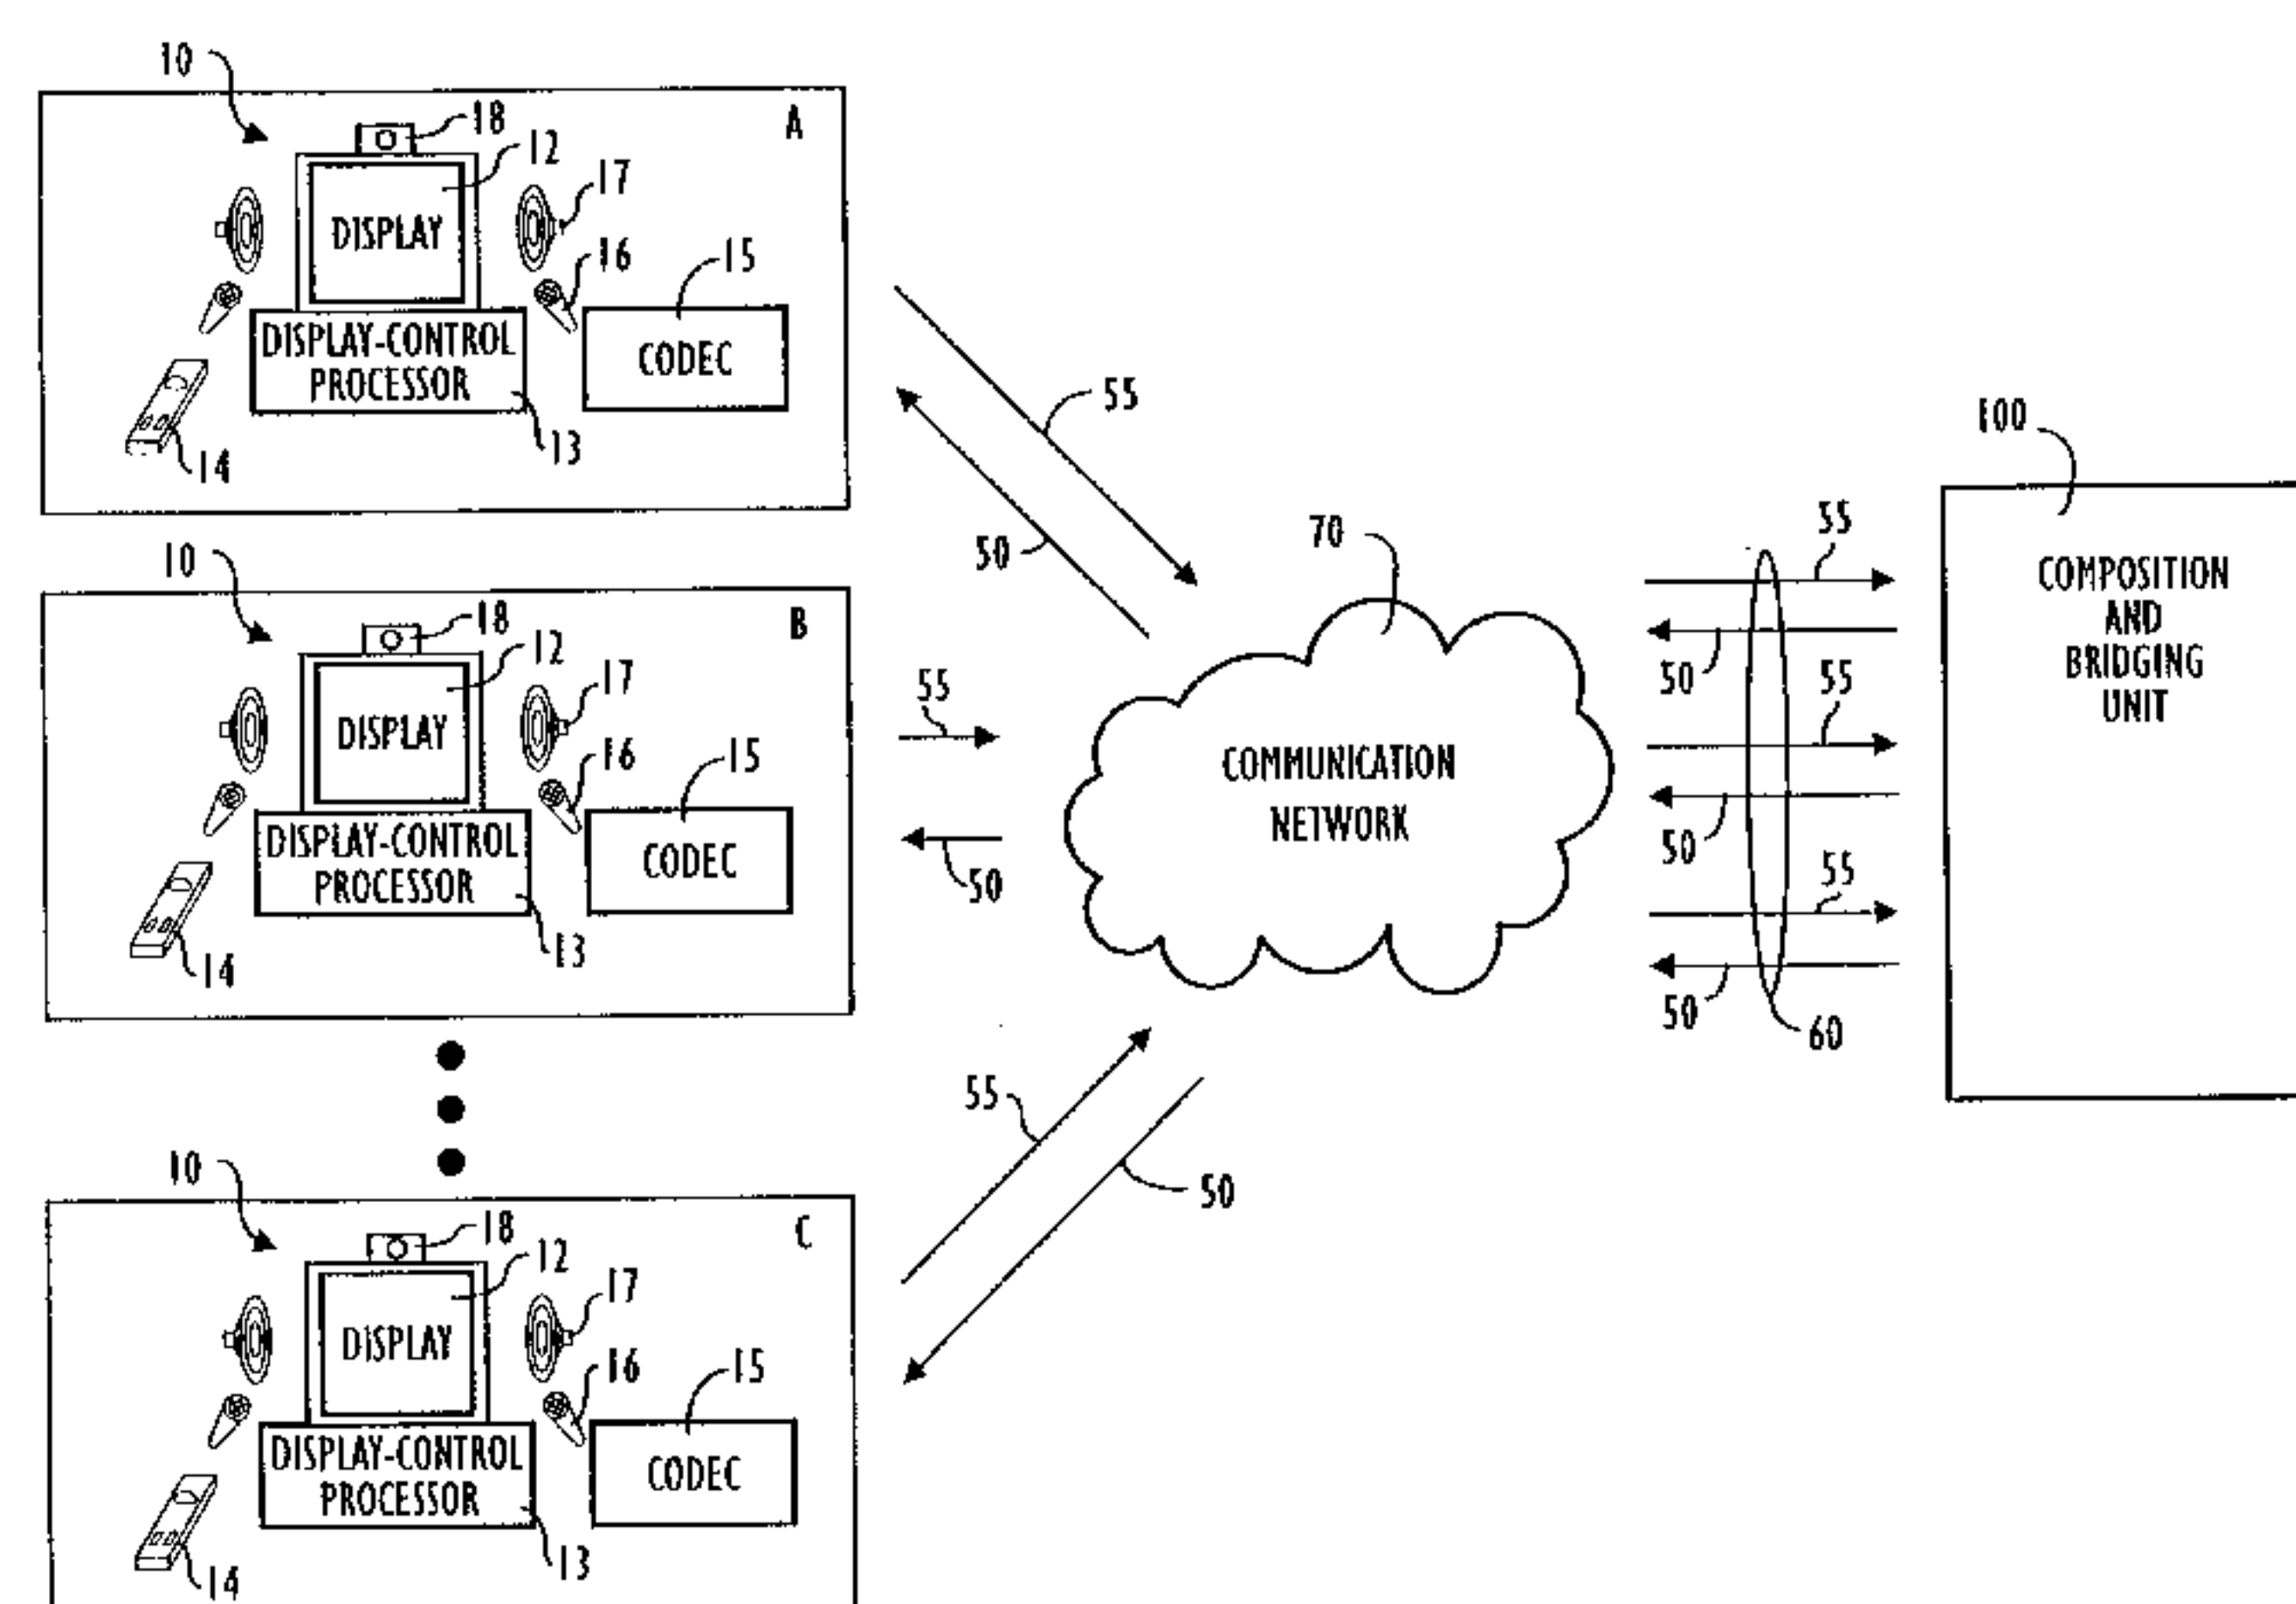 10
18
A
12
17
DISPLAY
16
15
DISPLAY-CONTROL
PROCESSOR
CODEC
13
14
55
50
10
18
B
12
17
DISPLAY
16
15
DISPLAY-CONTROL
PROCESSOR
CODEC
13
14
55
50
10
18
C
12
17
DISPLAY
16
15
DISPLAY-CONTROL
PROCESSOR
CODEC
13
14
55
50
70
COMMUNICATION
NETWORK
55
50
55
50
55
50
60
100
COMPOSITION
AND
BRIDGING
UNIT